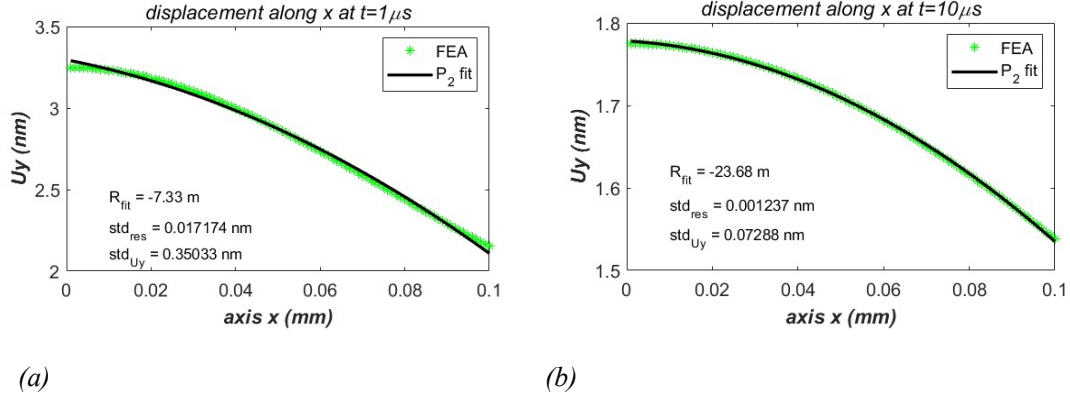 displacement along x at t=1μs
3.5
3
2.5
2
Uy (nm)
FEA
P2 fit
Rfit = -7.33 m
stdres = 0.017174 nm
stdUy = 0.35033 nm
0 0.02 0.04 0.06 0.08 0.1
axis x (mm)
(a)
displacement along x at t=10μs
1.8
1.7
1.6
1.5
Uy (nm)
FEA
P2 fit
Rfit = -23.68 m
stdres = 0.001237 nm
stdUy = 0.07288 nm
0 0.02 0.04 0.06 0.08 0.1
axis x (mm)
(b)